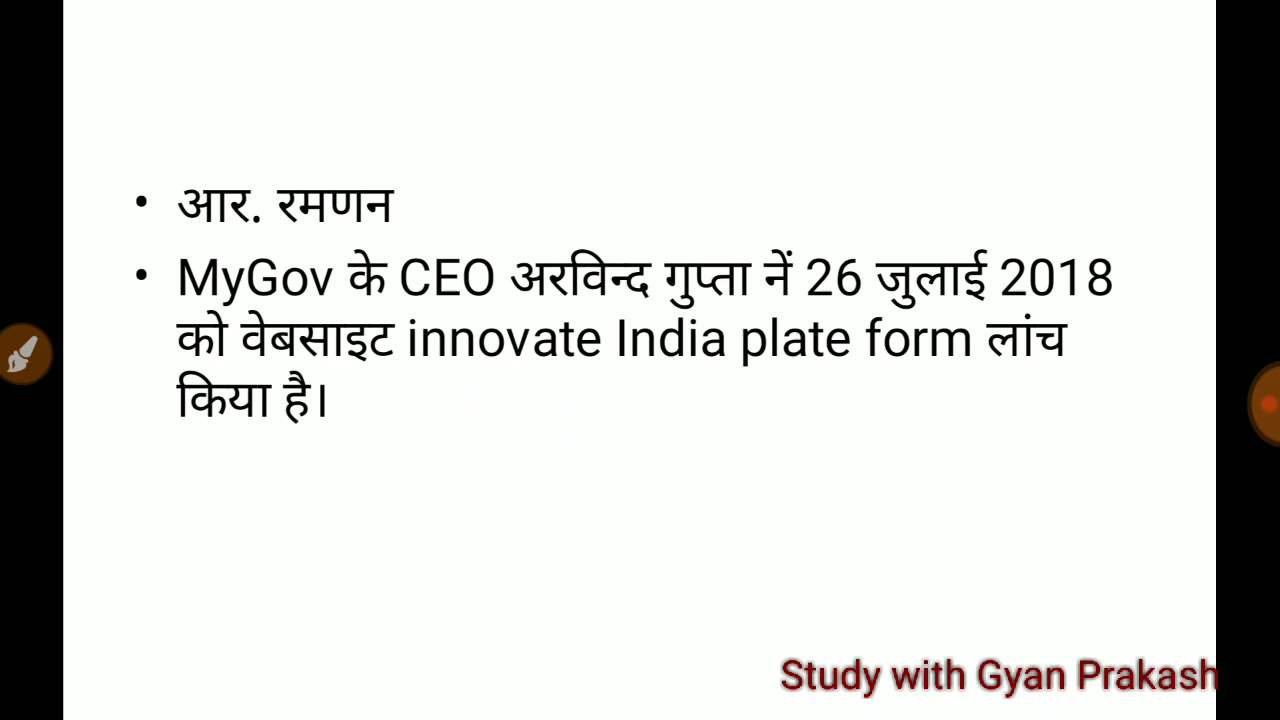 • आर. रमणन
• MyGov के CEO अरविन्द गुप्ता नें 26 जुलाई 2018
को वेबसाइट innovate India plate form लांच
किया है।
Study with Gyan Prakash